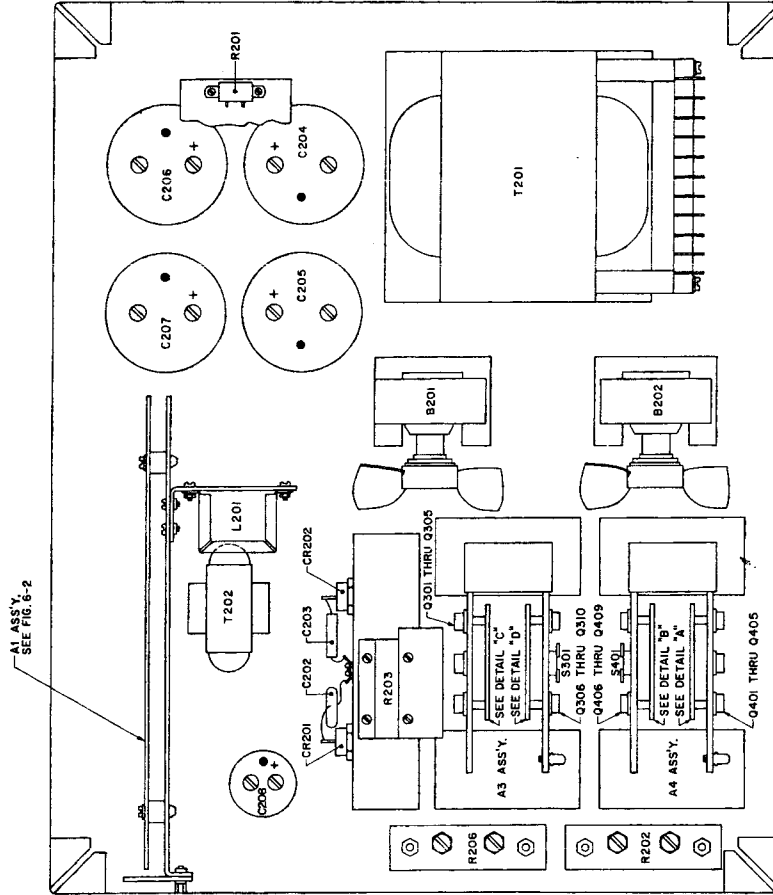 R201
C206
+
C204
+
T201
C207
+
C205
+
B201
B202
A1 ASS'Y.
SEE FIG. 6-2
L201
T202
CR202
C203
C202
CR201
R203
C208
+
Q301 THRU Q305
SEE DETAIL "C"
SEE DETAIL "D"
S301
Q306 THRU Q310
A3 ASS'Y.
Q406 THRU Q409
S401
SEE DETAIL "B"
SEE DETAIL "A"
Q401 THRU Q405
A4 ASS'Y.
R206
R202